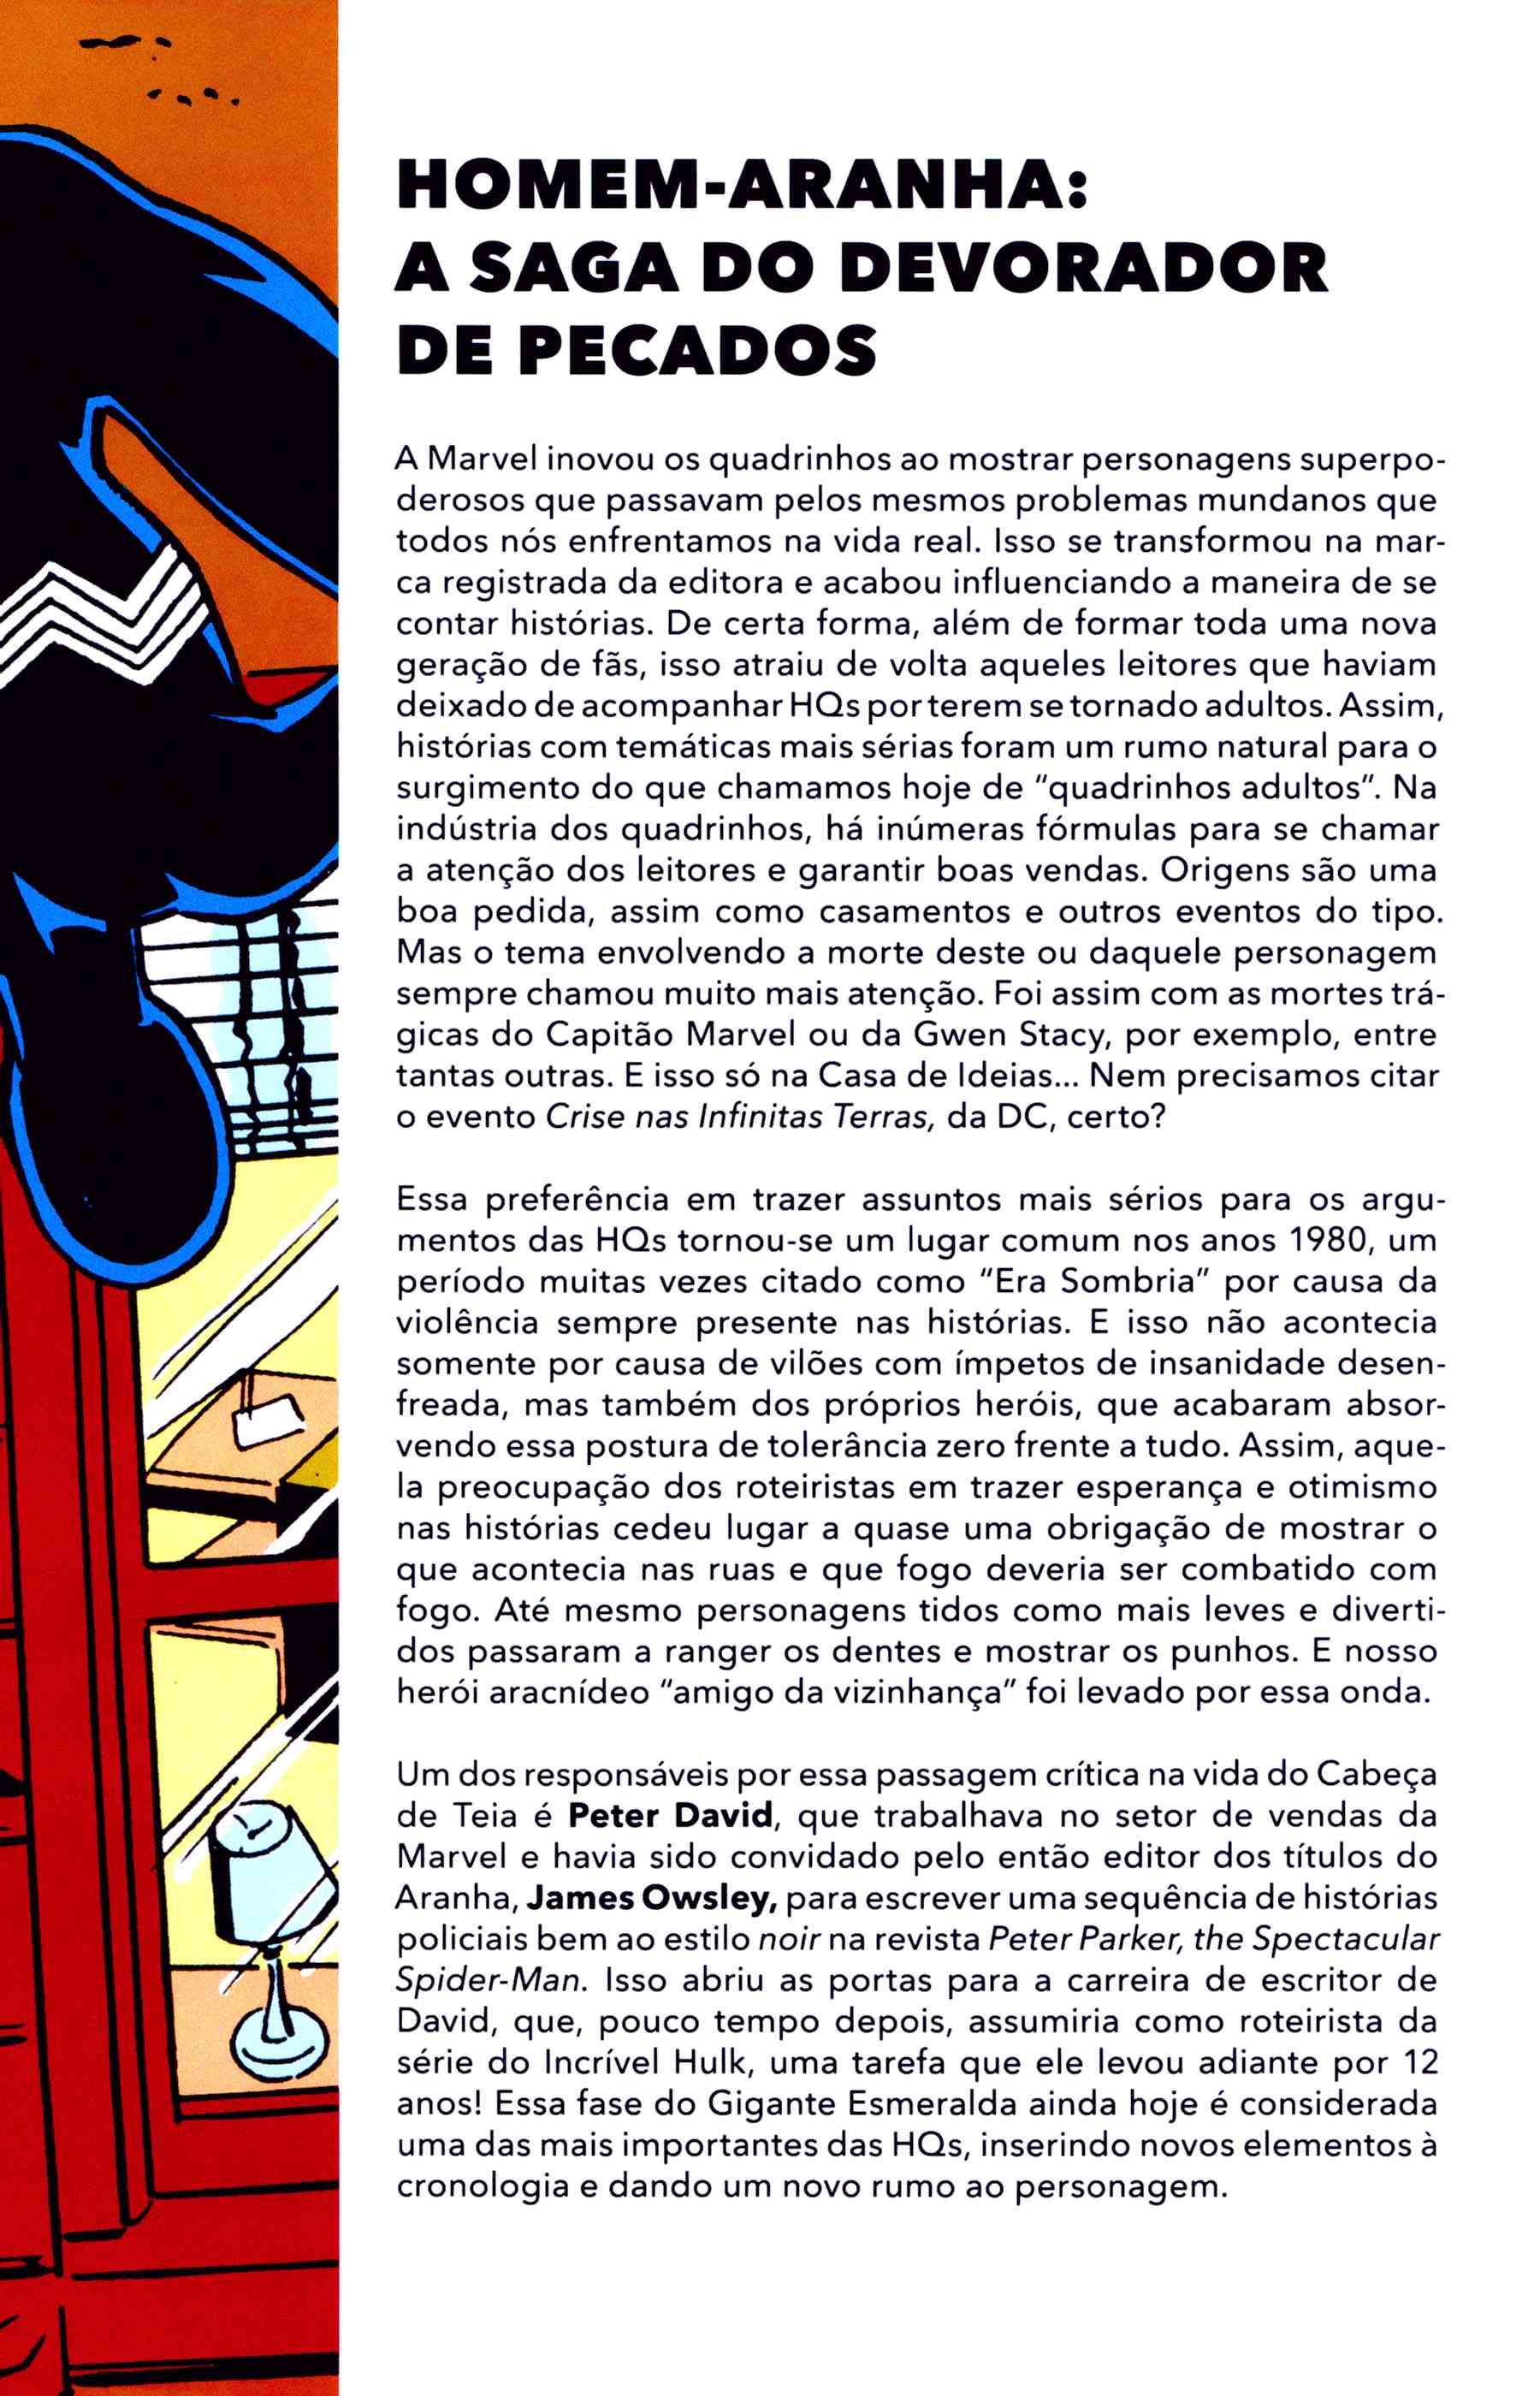 HOMEM-ARANHA:
A SAGA DO DEVORADOR
DE PECADOS
A Marvel inovou os quadrinhos ao mostrar personagens superpo-
derosos que passavam pelos mesmos problemas mundanos que
todos nós enfrentamos na vida real. Isso se transformou na mar-
ca registrada da editora e acabou influenciando a maneira de se
contar histórias. De certa forma, além de formar toda uma nova
geração de fãs, isso atraiu de volta aqueles leitores que haviam
deixado de acompanhar HQs por terem se tornado adultos. Assim,
histórias com temáticas mais sérias foram um rumo natural para o
surgimento do que chamamos hoje de "quadrinhos adultos". Na
indústria dos quadrinhos, há inúmeras fórmulas para se chamar
a atenção dos leitores e garantir boas vendas. Origens são uma
boa pedida, assim como casamentos e outros eventos do tipo.
Mas o tema envolvendo a morte deste ou daquele personagem
sempre chamou muito mais atenção. Foi assim com as mortes trá-
gicas do Capitão Marvel ou da Gwen Stacy, por exemplo, entre
tantas outras. E isso só na Casa de Ideias... Nem precisamos citar
o evento Crise nas Infinitas Terras, da DC, certo?
Essa preferência em trazer assuntos mais sérios para os argu-
mentos das HQs tornou-se um lugar comum nos anos 1980, um
período muitas vezes citado como "Era Sombria" por causa da
violência sempre presente nas histórias. E isso não acontecia
somente por causa de vilões com ímpetos de insanidade desen-
freada, mas também dos próprios heróis, que acabaram absor-
vendo essa postura de tolerância zero frente a tudo. Assim, aque-
la preocupação dos roteiristas em trazer esperança e otimismo
nas histórias cedeu lugar a quase uma obrigação de mostrar o
que acontecia nas ruas e que fogo deveria ser combatido com
fogo. Até mesmo personagens tidos como mais leves e diverti-
dos passaram a ranger os dentes e mostrar os punhos. E nosso
herói aracnídeo "amigo da vizinhança" foi levado por essa onda.
Um dos responsáveis por essa passagem crítica na vida do Cabeça
de Teia é Peter David, que trabalhava no setor de vendas da
Marvel e havia sido convidado pelo então editor dos títulos do
Aranha, James Owsley, para escrever uma sequência de histórias
policiais bem ao estilo noir na revista Peter Parker, the Spectacular
Spider-Man. Isso abriu as portas para a carreira de escritor de
David, que, pouco tempo depois, assumiria como roteirista da
série do Incrível Hulk, uma tarefa que ele levou adiante por 12
anos! Essa fase do Gigante Esmeralda ainda hoje é considerada
uma das mais importantes das HQs, inserindo novos elementos à
cronologia e dando um novo rumo ao personagem.